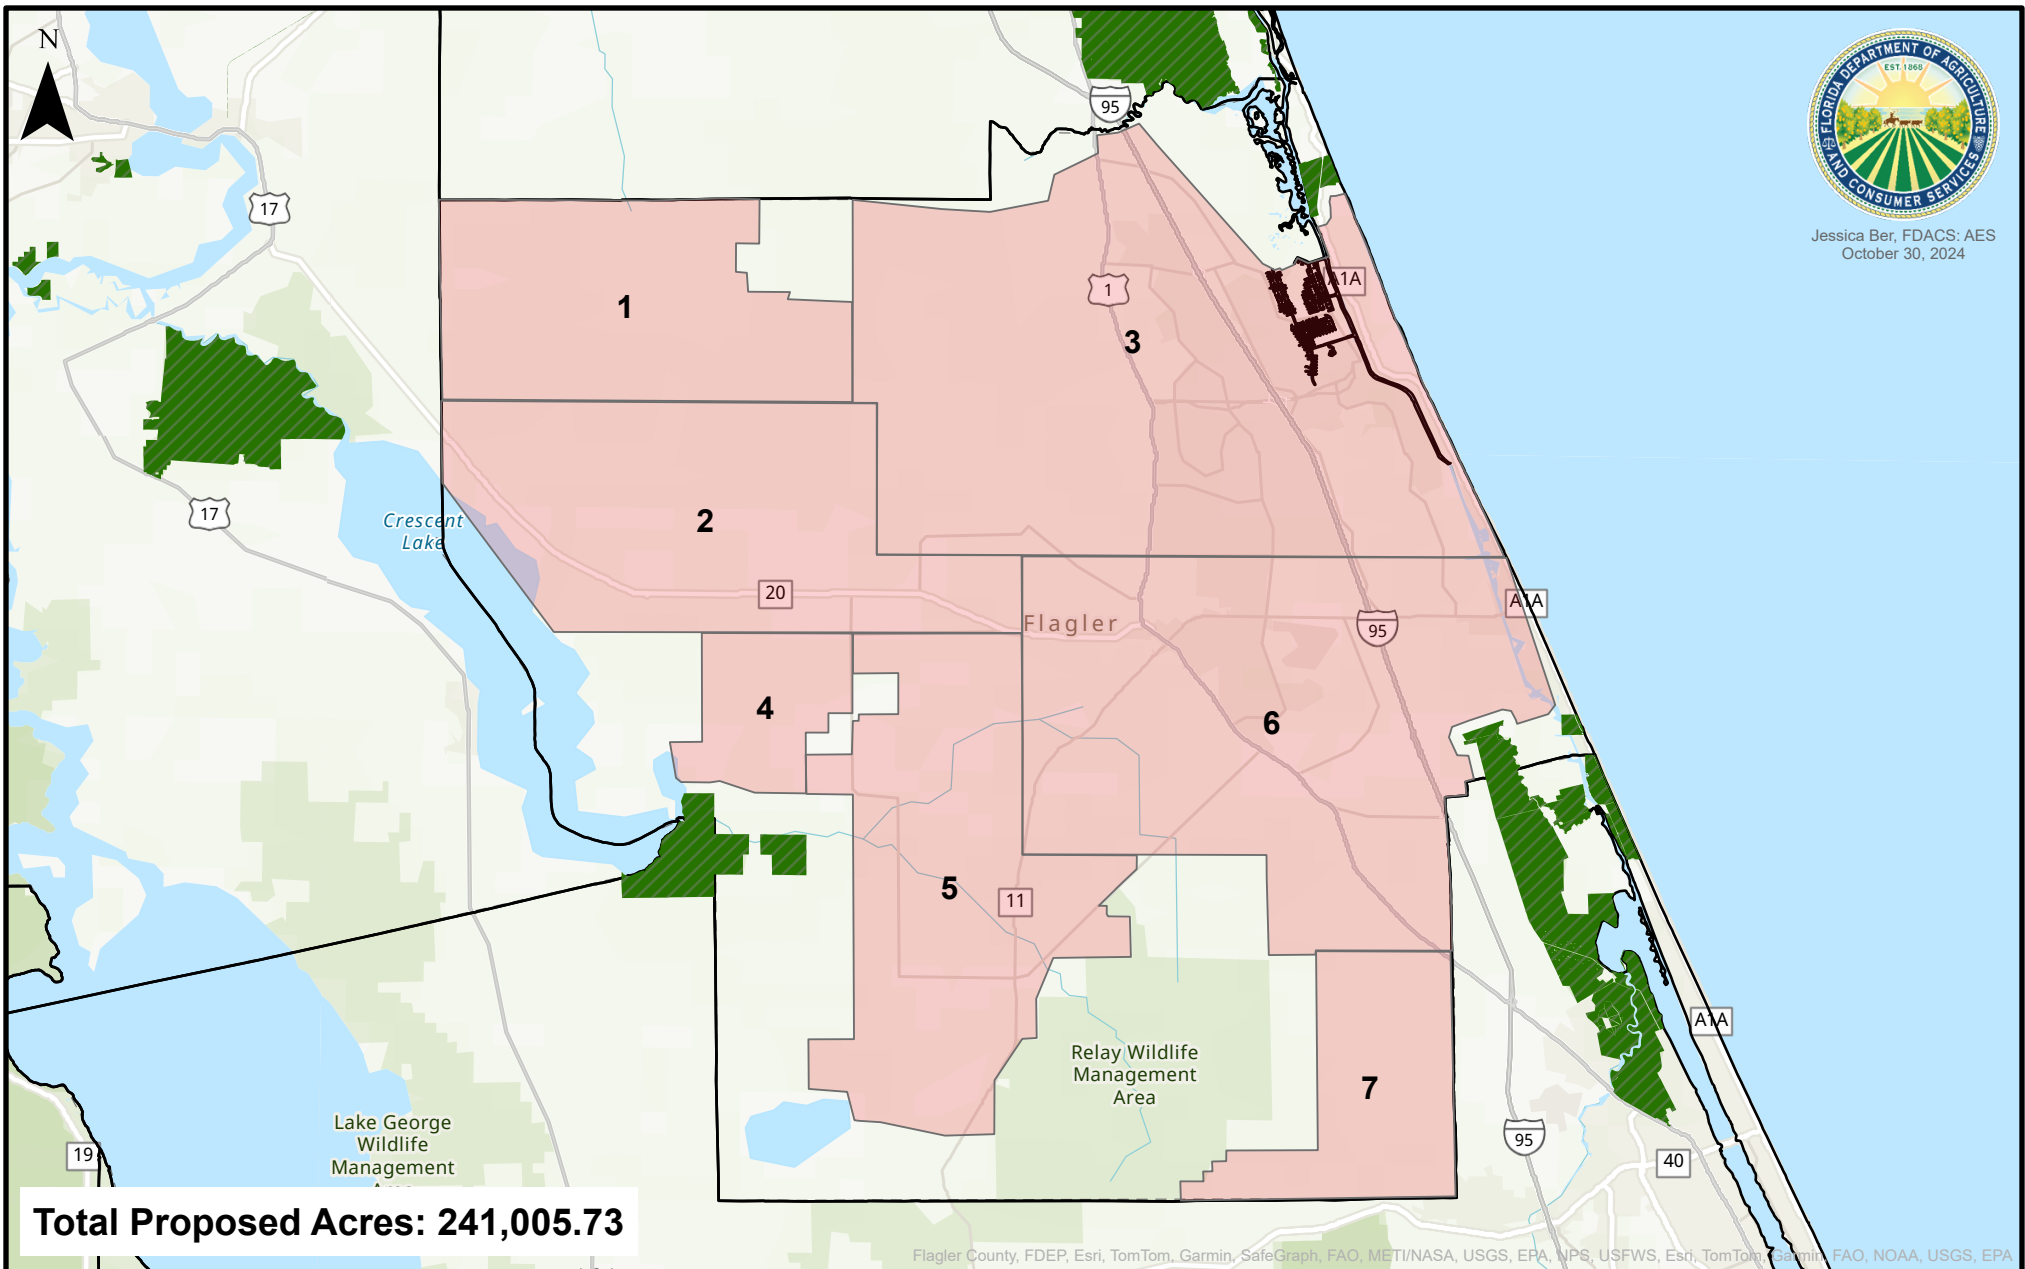 N
FLORIDA DEPARTMENT OF AGRICULTURE
AND CONSUMER SERVICES
EST. 1868
Jessica Ber, FDACS: AES
October 30, 2024
95
17
A1A
1
1
3
17
Crescent
Lake
2
20
A1A
Flagler
95
4
6
5
11
A1A
Relay Wildlife
Management
Area
7
Lake George
Wildlife
Management
95
19
40
Total Proposed Acres: 241,005.73
Flagler County, FDEP, Esri, TomTom, Garmin, SafeGraph, FAO, METI/NASA, USGS, EPA, NPS, USFWS, Esri, TomTom, Garmin, FAO, NOAA, USGS, EPA